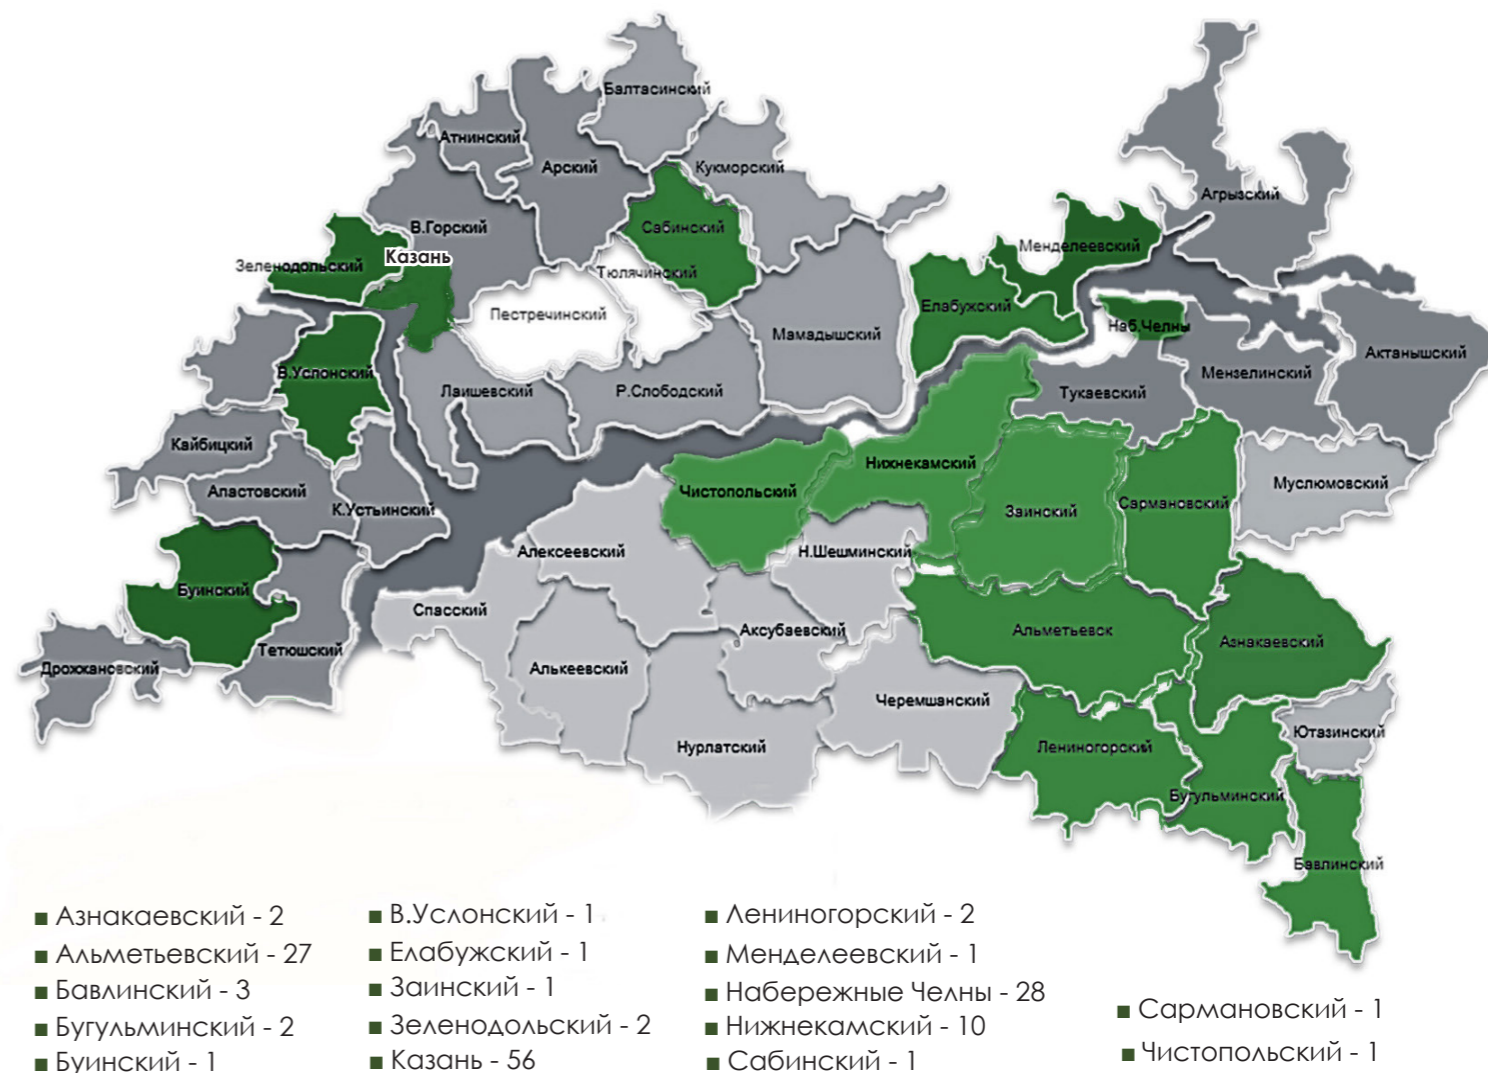 Балтасинский
Атнинский
Арский
Кукморский
Агрызский
В.Горский
Сабинский
Менделеевский
Казань
Зеленодольский
Тюлячинский
Елабужский
Пестречинский
Наб.Челны
Мамадышский
Актанышский
В.Услонский
Мензелинский
Лаишевский
Р.Слободский
Тукаевский
Кайбицкий
Нижнекамский
Муслюмовский
Апастовский
Чистопольский
К.Устьинский
Заинский
Сармановский
Алексеевский
Н.Шешминский
Буинский
Спасский
Аксубаевский
Альметьевск
Азнакаевский
Тетюшский
Дрожжановский
Алькеевский
Черемшанский
Ютазинский
Нурлатский
Лениногорский
Бугульминский
Бавлинский
Азнакаевский - 2
Альметьевский - 27
Бавлинский - 3
Бугульминский - 2
Буинский - 1
В.Услонский - 1
Елабужский - 1
Заинский - 1
Зеленодольский - 2
Казань - 56
Лениногорский - 2
Менделеевский - 1
Набережные Челны - 28
Нижнекамский - 10
Сабинский - 1
Сармановский - 1
Чистопольский - 1